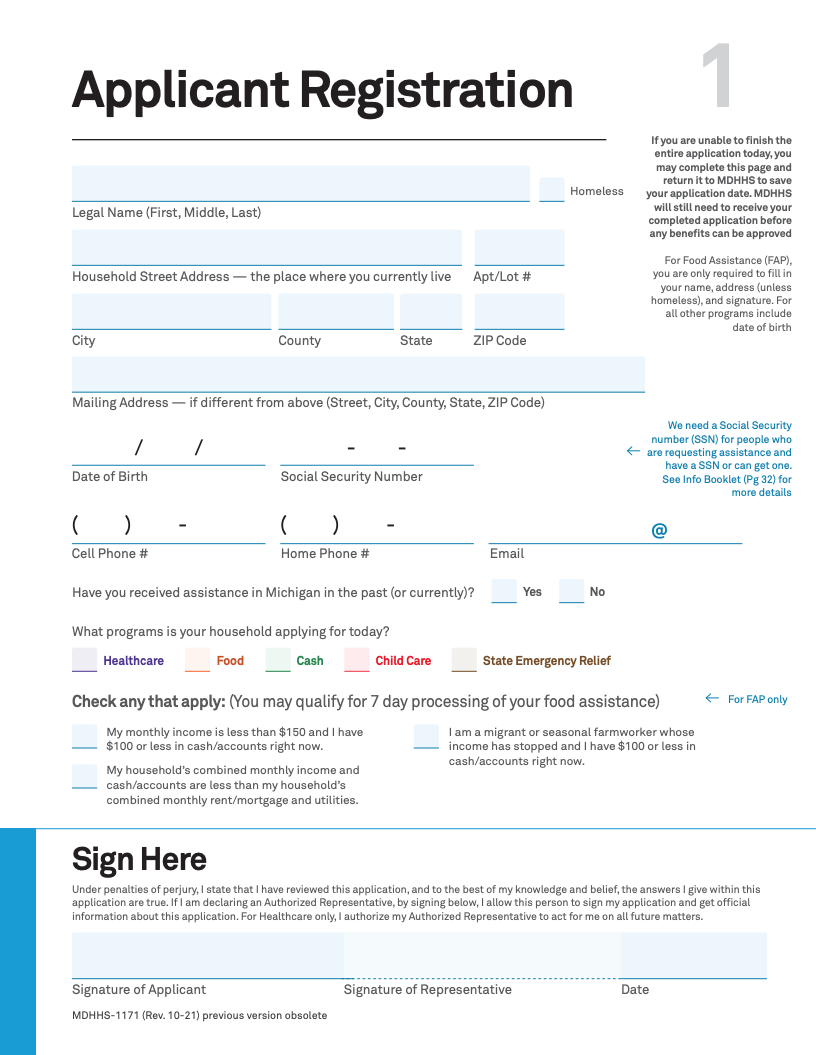 Applicant Registration
1
If you are unable to finish the
entire application today, you
may complete this page and
return it to MDHHS to save
your application date. MDHHS
will still need to receive your
completed application before
any benefits can be approved
For Food Assistance (FAP),
you are only required to fill in
your name, address (unless
homeless), and signature. For
all other programs include
date of birth
Homeless
Legal Name (First, Middle, Last)
Household Street Address — the place where you currently live Apt/Lot #
City County State ZIP Code
Mailing Address — if different from above (Street, City, County, State, ZIP Code)
We need a Social Security
number (SSN) for people who
← are requesting assistance and
have a SSN or can get one.
See Info Booklet (Pg 32) for
more details
/ / - -
Date of Birth Social Security Number
( ) - ( ) - @
Cell Phone # Home Phone # Email
Have you received assistance in Michigan in the past (or currently)? Yes No
What programs is your household applying for today?
Healthcare Food Cash Child Care State Emergency Relief
Check any that apply: (You may qualify for 7 day processing of your food assistance) ← For FAP only
My monthly income is less than $150 and I have
$100 or less in cash/accounts right now.
My household's combined monthly income and
cash/accounts are less than my household's
combined monthly rent/mortgage and utilities.
I am a migrant or seasonal farmworker whose
income has stopped and I have $100 or less in
cash/accounts right now.
Sign Here
Under penalties of perjury, I state that I have reviewed this application, and to the best of my knowledge and belief, the answers I give within this
application are true. If I am declaring an Authorized Representative, by signing below, I allow this person to sign my application and get official
information about this application. For Healthcare only, I authorize my Authorized Representative to act for me on all future matters.
Signature of Applicant Signature of Representative Date
MDHHS-1171 (Rev. 10-21) previous version obsolete